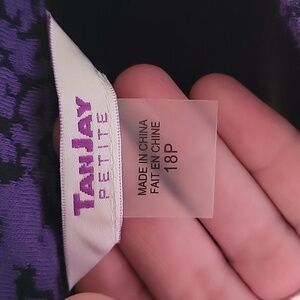 TANJAY
PETITE
MADE IN CHINA
FAIT EN CHINE
18P